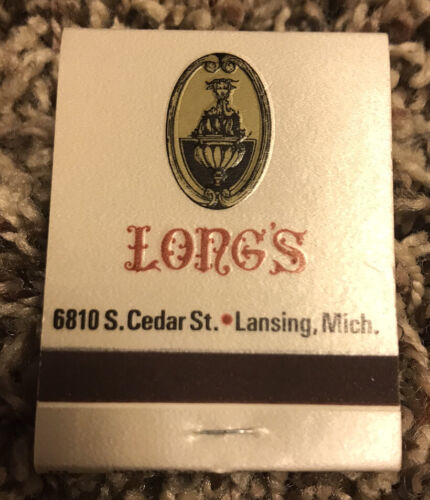 LONG'S
6810 S. Cedar St. • Lansing, Mich.